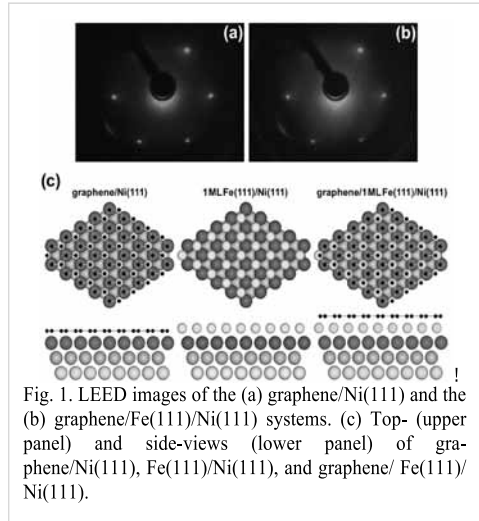 (a)
(b)
(c)
graphene/Ni(111)
1MLFe(111)/Ni(111)
graphene/1MLFe(111)/Ni(111)
!
Fig. 1. LEED images of the (a) graphene/Ni(111) and the
(b) graphene/Fe(111)/Ni(111) systems. (c) Top- (upper
panel) and side-views (lower panel) of gra-
phene/Ni(111), Fe(111)/Ni(111), and graphene/ Fe(111)/
Ni(111).